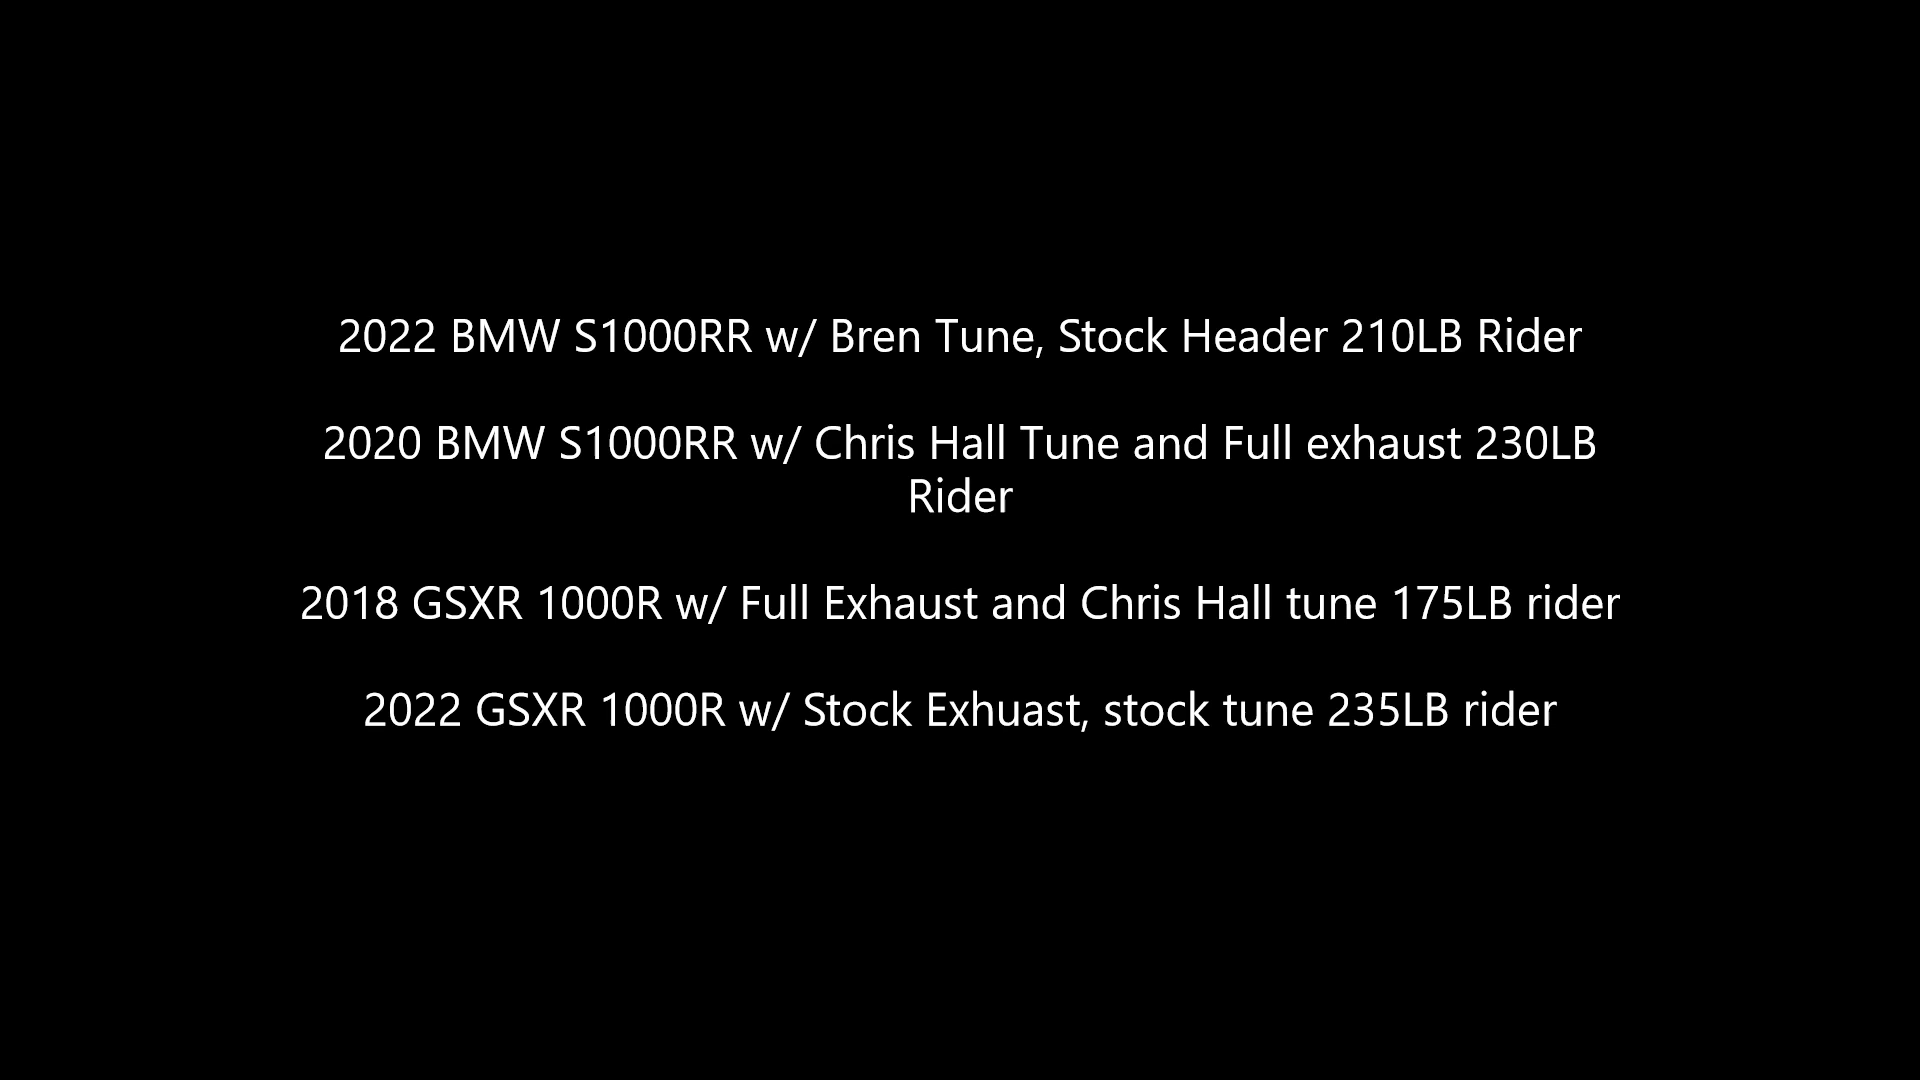 2022 BMW S1000RR w/ Bren Tune, Stock Header 210LB Rider
2020 BMW S1000RR w/ Chris Hall Tune and Full exhaust 230LB
Rider
2018 GSXR 1000R w/ Full Exhaust and Chris Hall tune 175LB rider
2022 GSXR 1000R w/ Stock Exhuast, stock tune 235LB rider